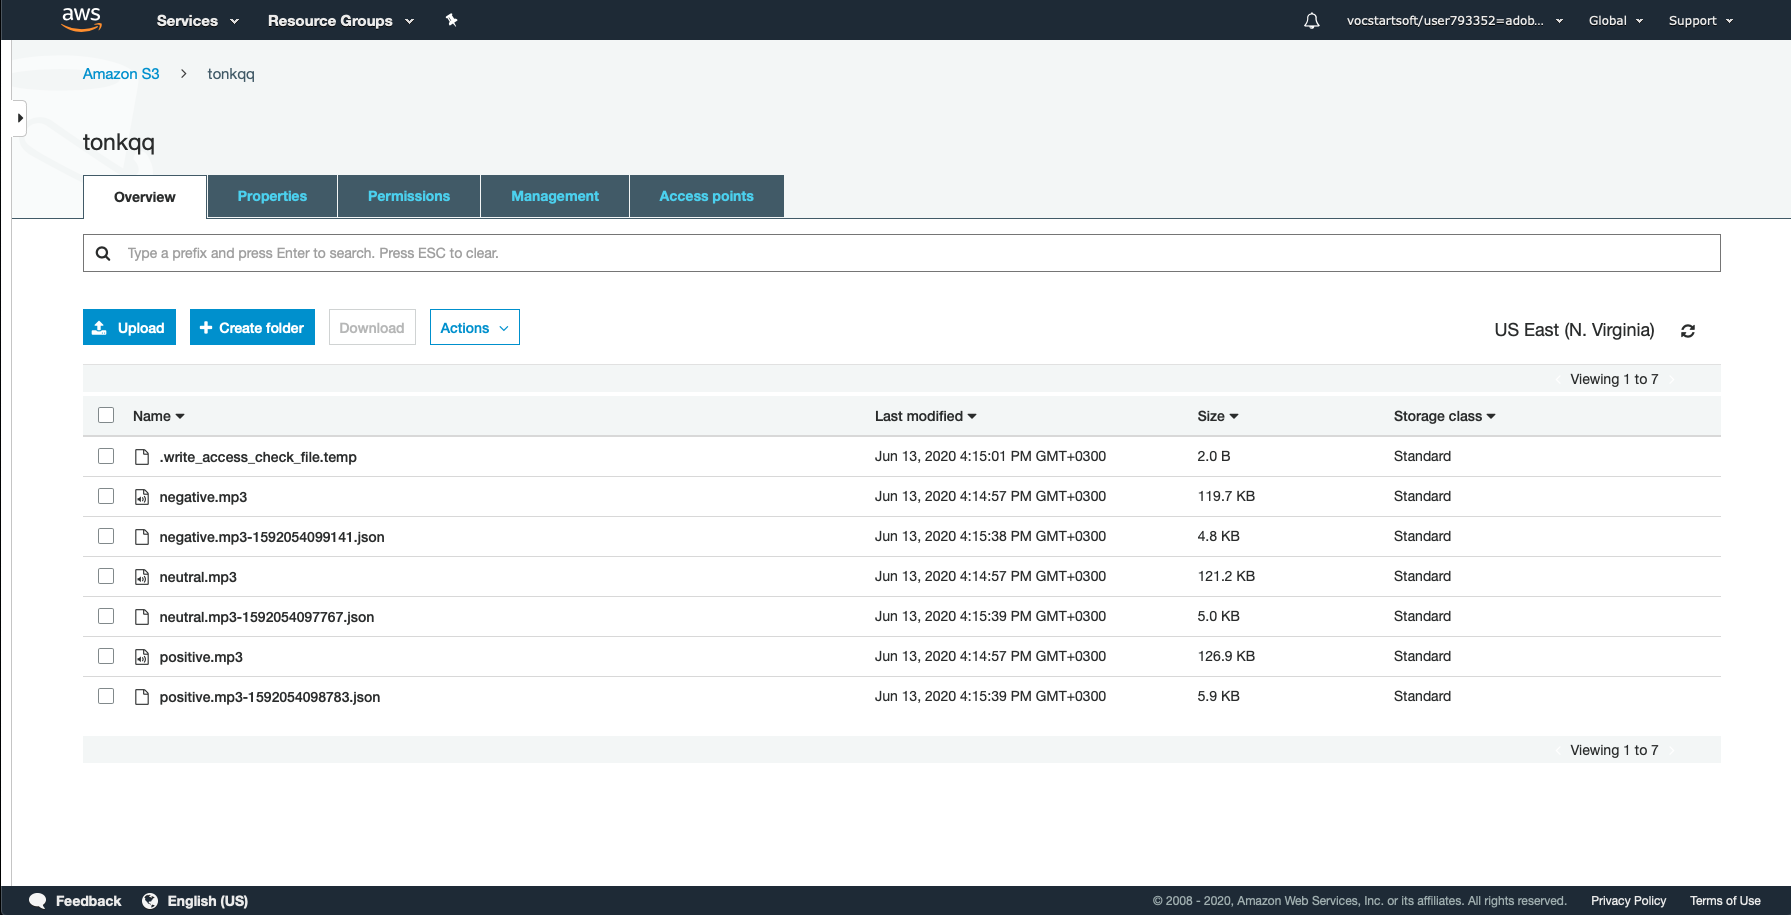 aws Services Resource Groups vocstartsoft/user793352=adob... Global Support
Amazon S3 > tonkqq
tonkqq
Overview Properties Permissions Management Access points
Type a prefix and press Enter to search. Press ESC to clear.
Upload Create folder Download Actions US East (N. Virginia)
Viewing 1 to 7
Name Last modified Size Storage class
.write_access_check_file.temp Jun 13, 2020 4:15:01 PM GMT+0300 2.0 B Standard
negative.mp3 Jun 13, 2020 4:14:57 PM GMT+0300 119.7 KB Standard
negative.mp3-1592054099141.json Jun 13, 2020 4:15:38 PM GMT+0300 4.8 KB Standard
neutral.mp3 Jun 13, 2020 4:14:57 PM GMT+0300 121.2 KB Standard
neutral.mp3-1592054097767.json Jun 13, 2020 4:15:39 PM GMT+0300 5.0 KB Standard
positive.mp3 Jun 13, 2020 4:14:57 PM GMT+0300 126.9 KB Standard
positive.mp3-1592054098783.json Jun 13, 2020 4:15:39 PM GMT+0300 5.9 KB Standard
Viewing 1 to 7
Feedback English (US) © 2008 - 2020, Amazon Web Services, Inc. or its affiliates. All rights reserved. Privacy Policy Terms of Use